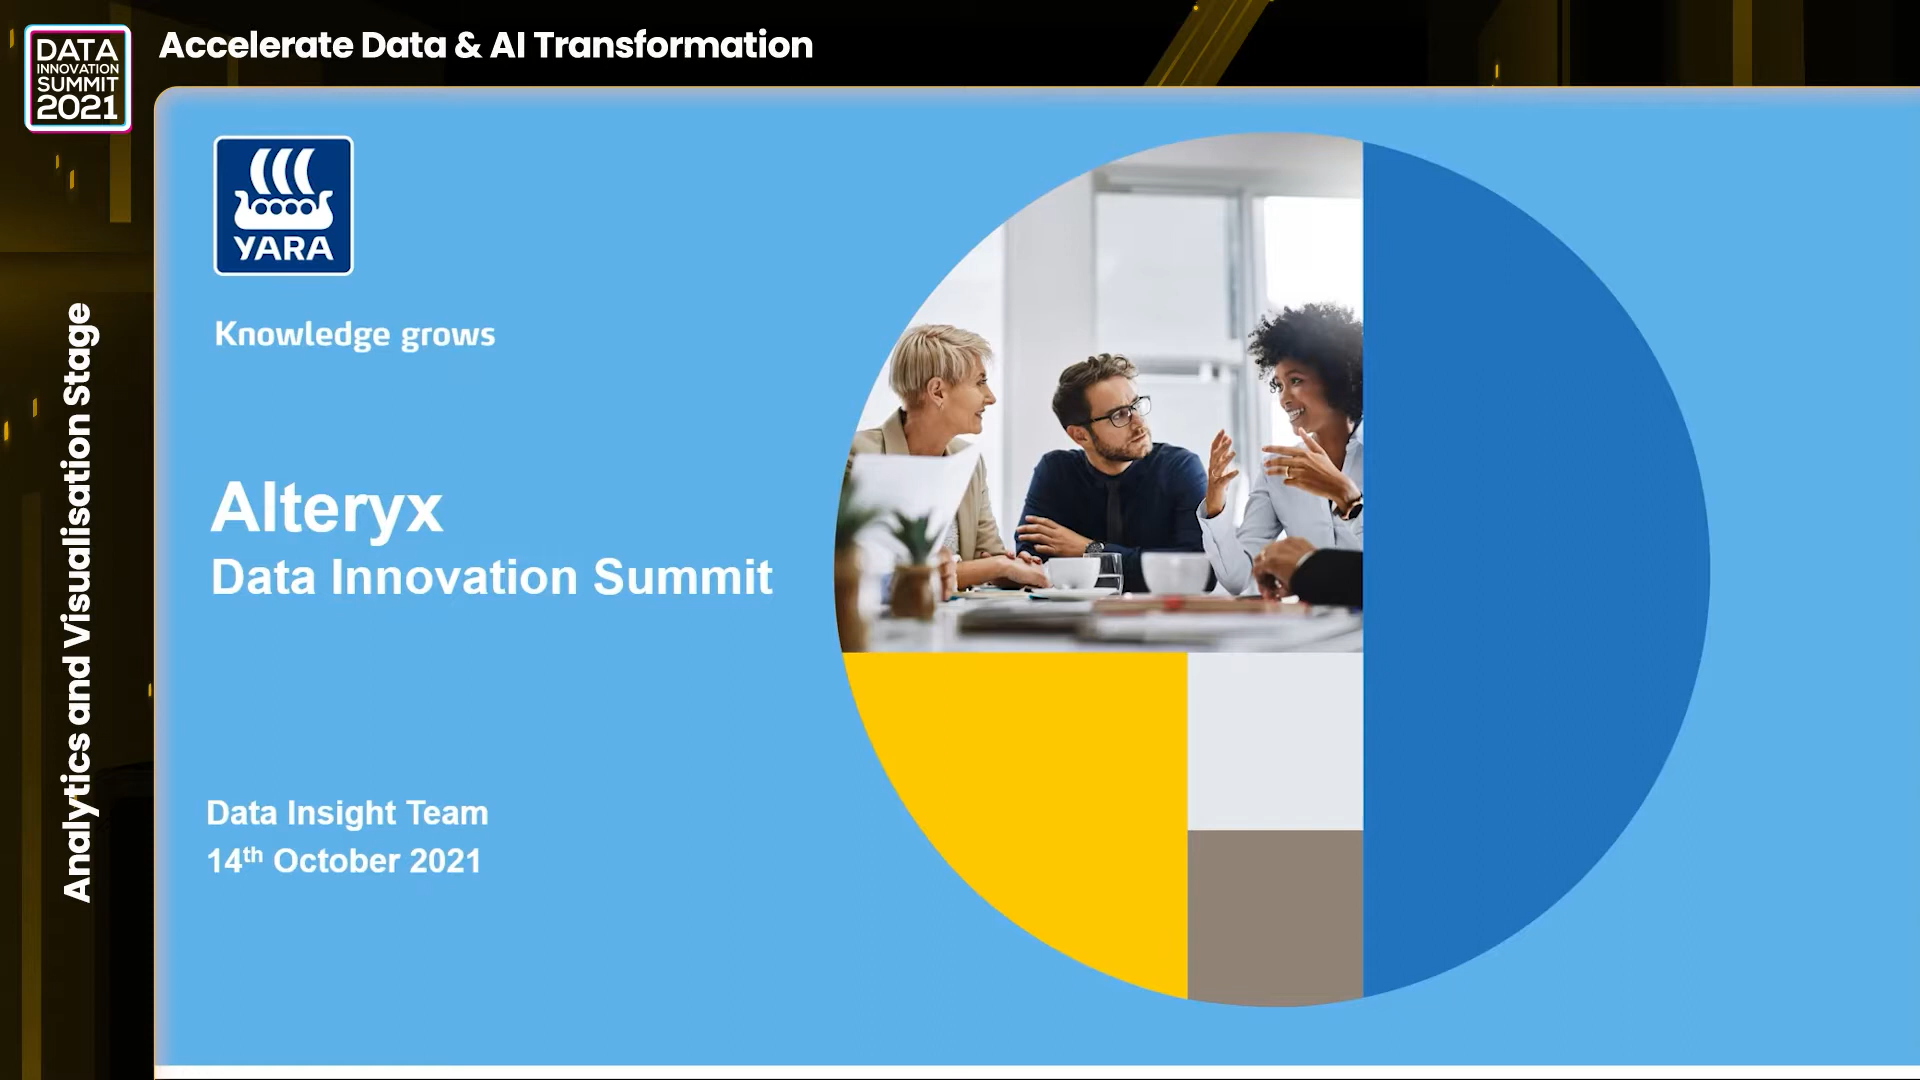 DATA
INNOVATION
SUMMIT
2021
Accelerate Data & AI Transformation
Analytics and Visualisation Stage
YARA
Knowledge grows
Alteryx
Data Innovation Summit
Data Insight Team
14th October 2021